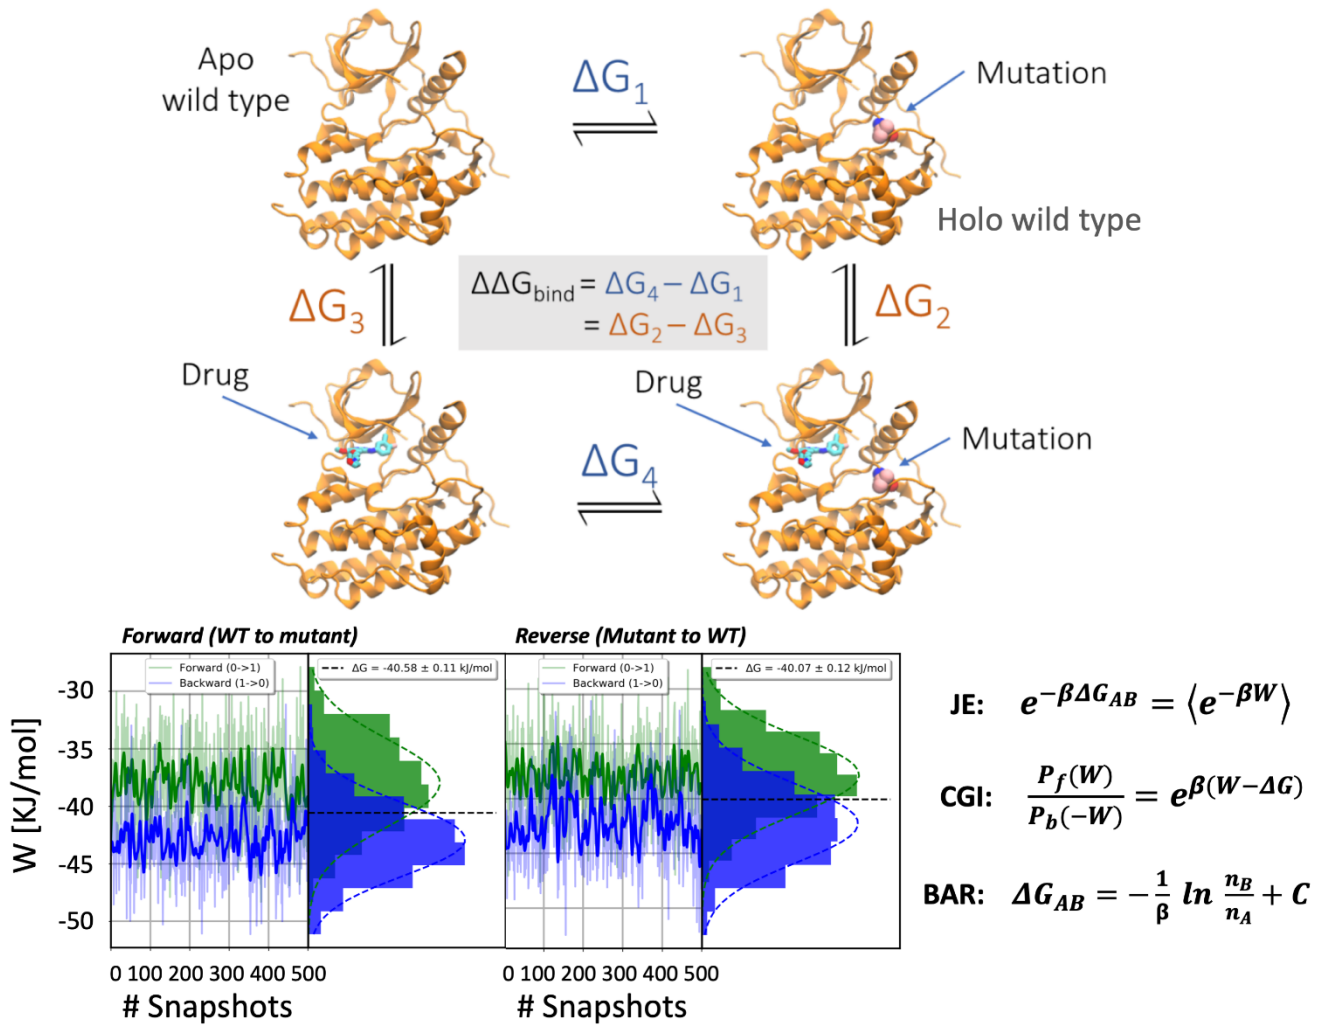 Apo
wild type
ΔG1
Mutation
Holo wild type
ΔG3
ΔΔGbind = ΔG4 − ΔG1
= ΔG2 − ΔG3
ΔG2
Drug
Drug
ΔG4
Mutation
Forward (WT to mutant)
Reverse (Mutant to WT)
Forward (0->1)
Backward (1->0)
ΔG = -40.58 ± 0.11 kJ/mol
Forward (0->1)
Backward (1->0)
ΔG = -40.07 ± 0.12 kJ/mol
W [KJ/mol]
-30
-35
-40
-45
-50
0 100 200 300 400 500
0 100 200 300 400 500
# Snapshots
# Snapshots
JE: e^{−βΔG_{AB}} = ⟨e^{−βW}⟩
CGI: P_f(W) / P_b(−W) = e^{β(W−ΔG)}
BAR: ΔG_{AB} = −1/β ln n_B/n_A + C